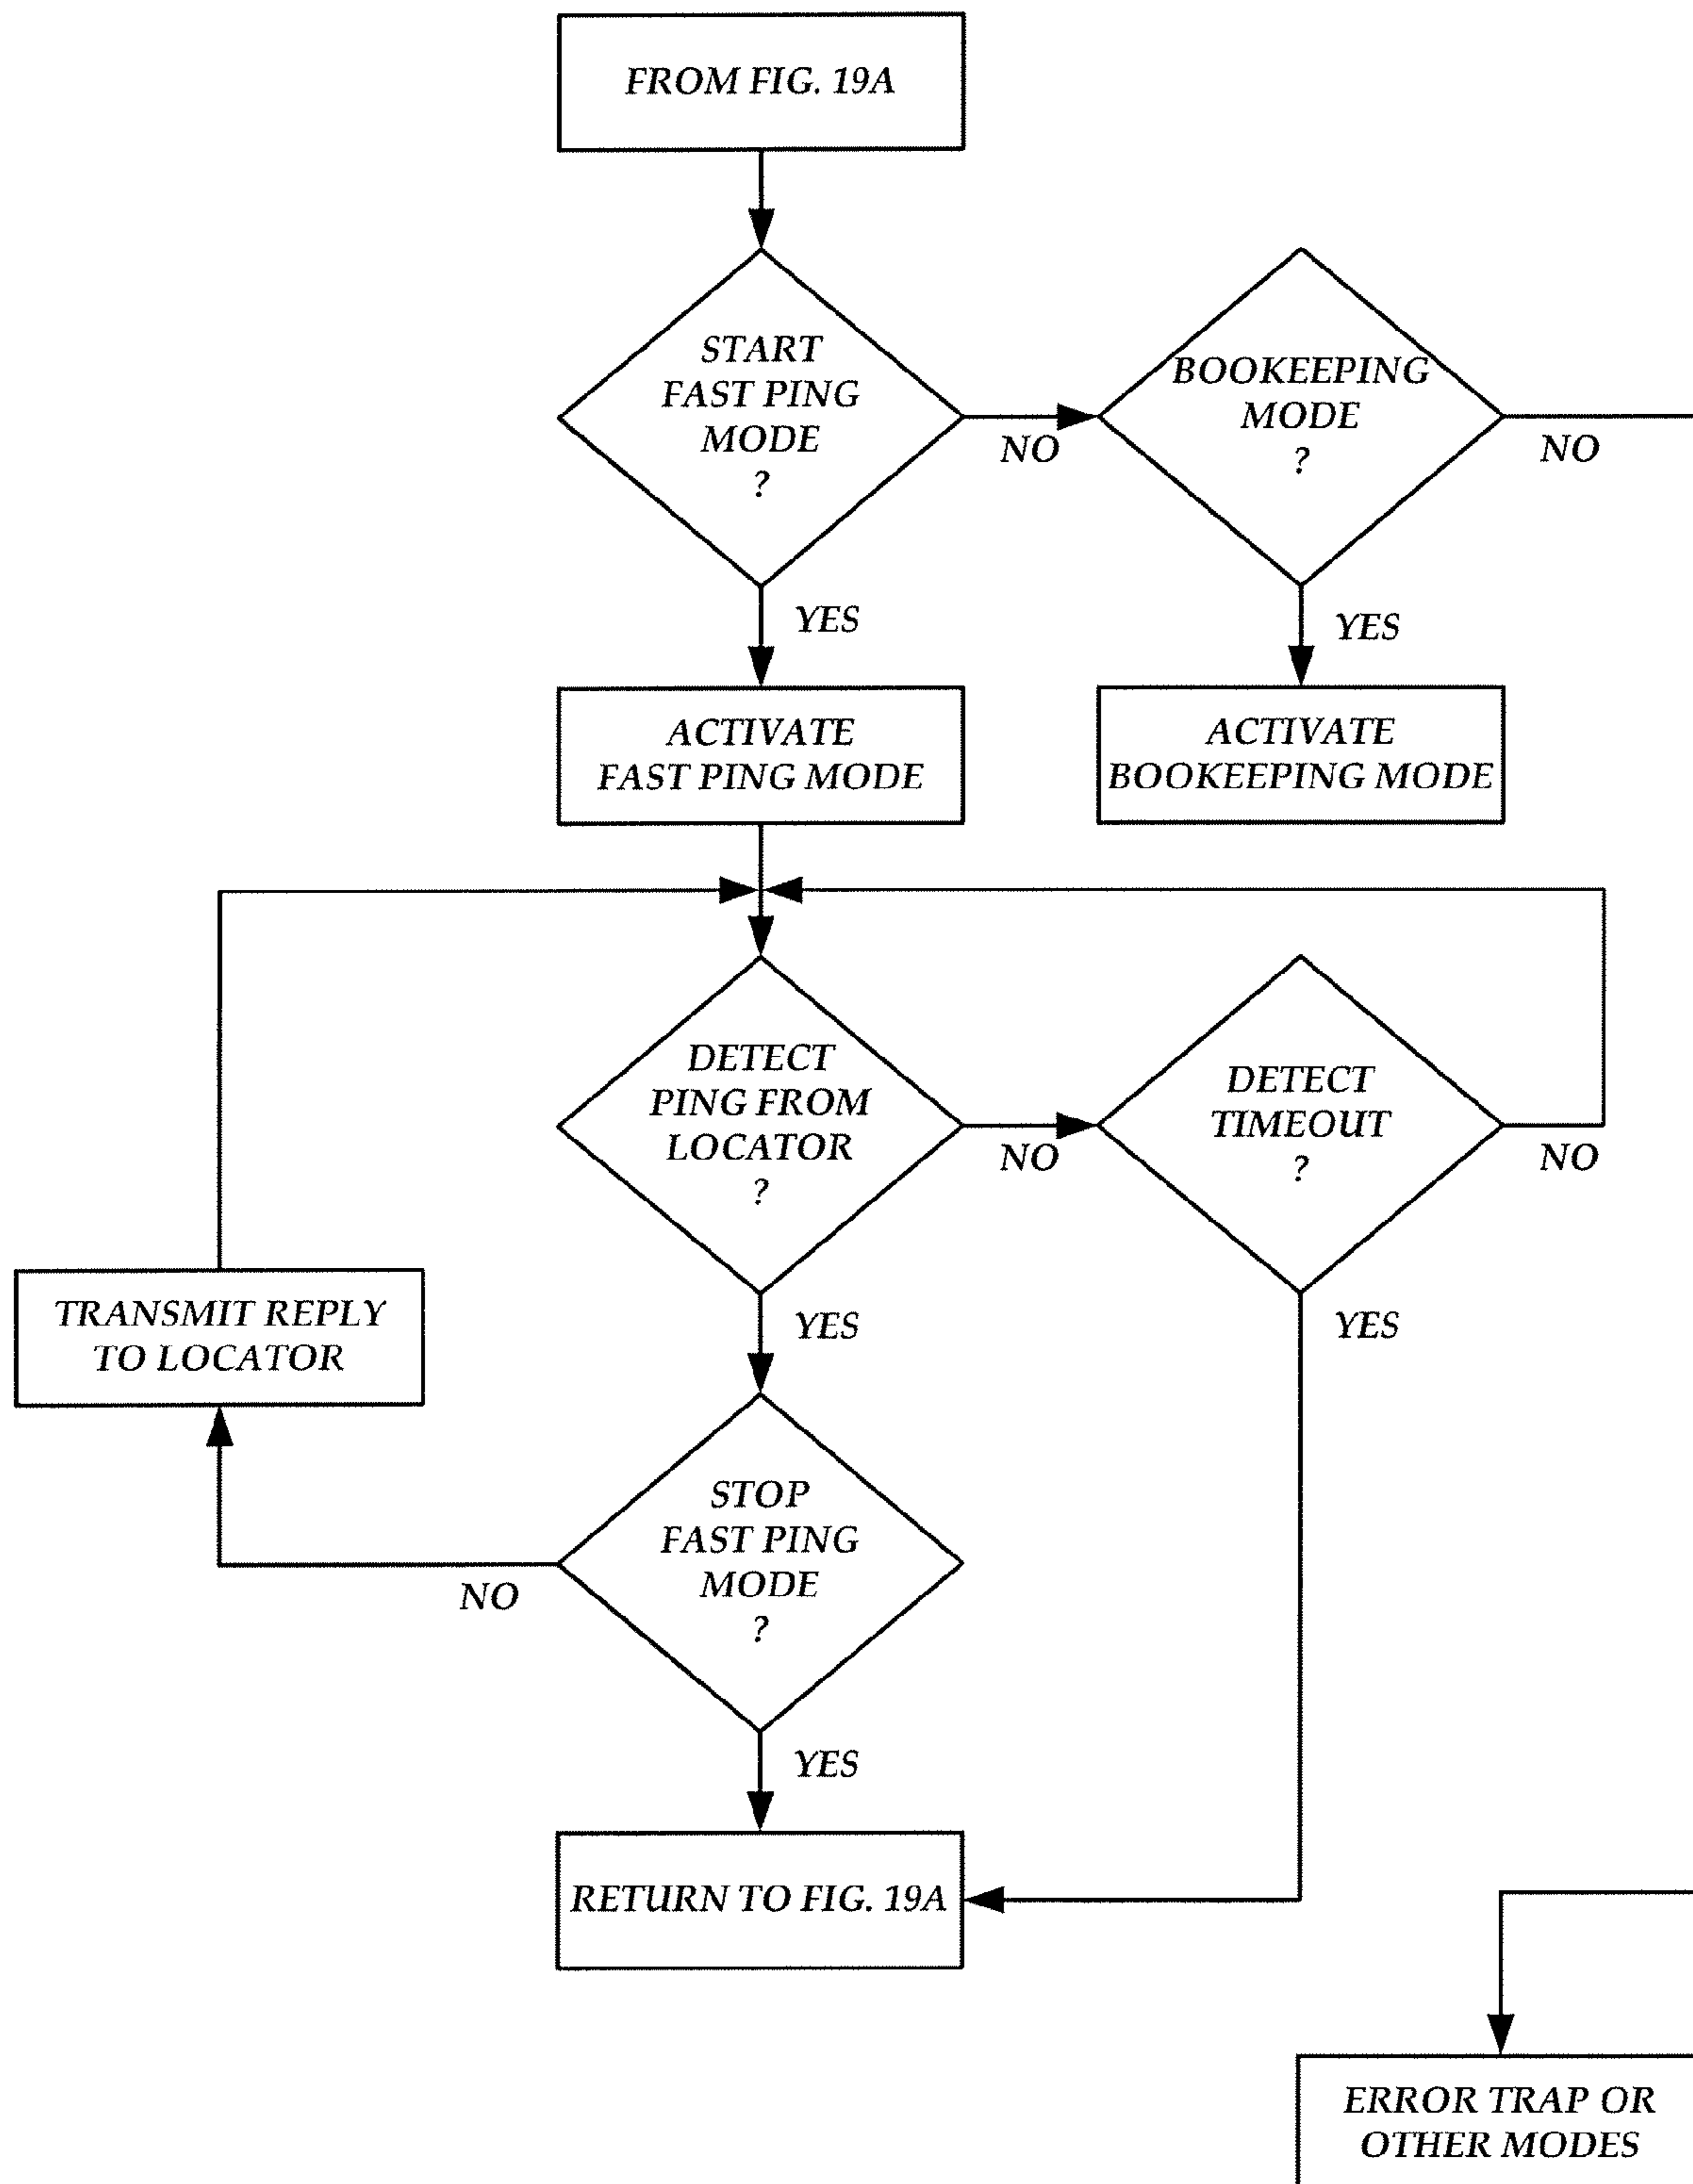 FROM FIG. 19A
START
FAST PING
MODE
?
NO
BOOKEEPING
MODE
?
NO
YES
YES
ACTIVATE
FAST PING MODE
ACTIVATE
BOOKEEPING MODE
DETECT
PING FROM
LOCATOR
?
NO
DETECT
TIMEOUT
?
NO
YES
YES
TRANSMIT REPLY
TO LOCATOR
STOP
FAST PING
MODE
?
NO
YES
RETURN TO FIG. 19A
ERROR TRAP OR
OTHER MODES